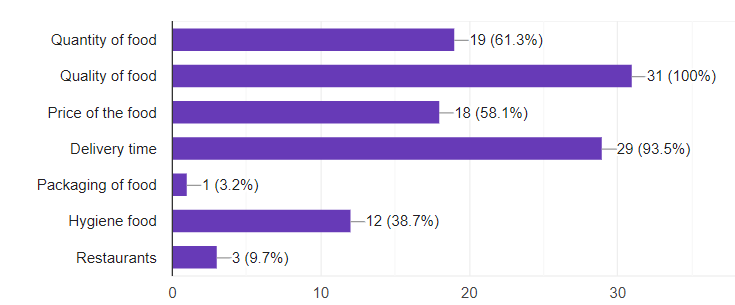 Quantity of food 19 (61.3%)
Quality of food 31 (100%)
Price of the food 18 (58.1%)
Delivery time 29 (93.5%)
Packaging of food 1 (3.2%)
Hygiene food 12 (38.7%)
Restaurants 3 (9.7%)
0 10 20 30